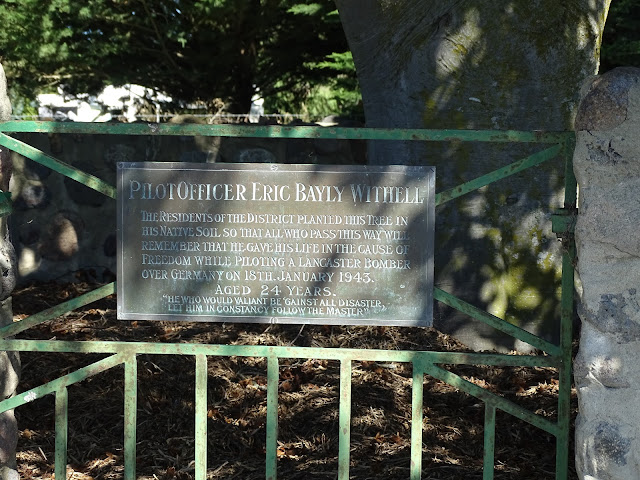 PILOT OFFICER ERIC BAYLY WITHELL
THE RESIDENTS OF THE DISTRICT PLANTED THIS TREE IN
HIS NATIVE SOIL SO THAT ALL WHO PASS THIS WAY WILL
REMEMBER THAT HE GAVE HIS LIFE IN THE CAUSE OF
FREEDOM WHILE PILOTING A LANCASTER BOMBER
OVER GERMANY ON 18TH. JANUARY 1943.
AGED 24 YEARS.
"HE WHO WOULD VALIANT BE 'GAINST ALL DISASTER,
LET HIM IN CONSTANCY FOLLOW THE MASTER"